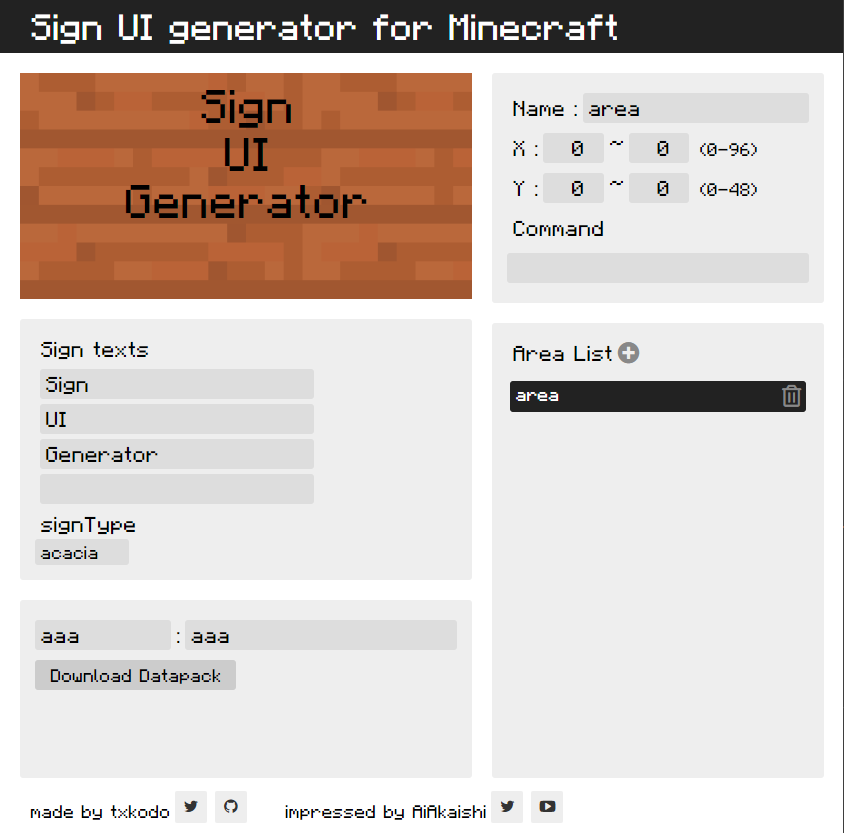 Sign UI generator for Minecraft
Sign
UI
Generator
Name : area
X : 0 ~ 0 (0-96)
Y : 0 ~ 0 (0-48)
Command
Sign texts
Sign
UI
Generator
signType
acacia
Area List
area
aaa : aaa
Download Datapack
made by txkodo
impressed by AiAkaishi